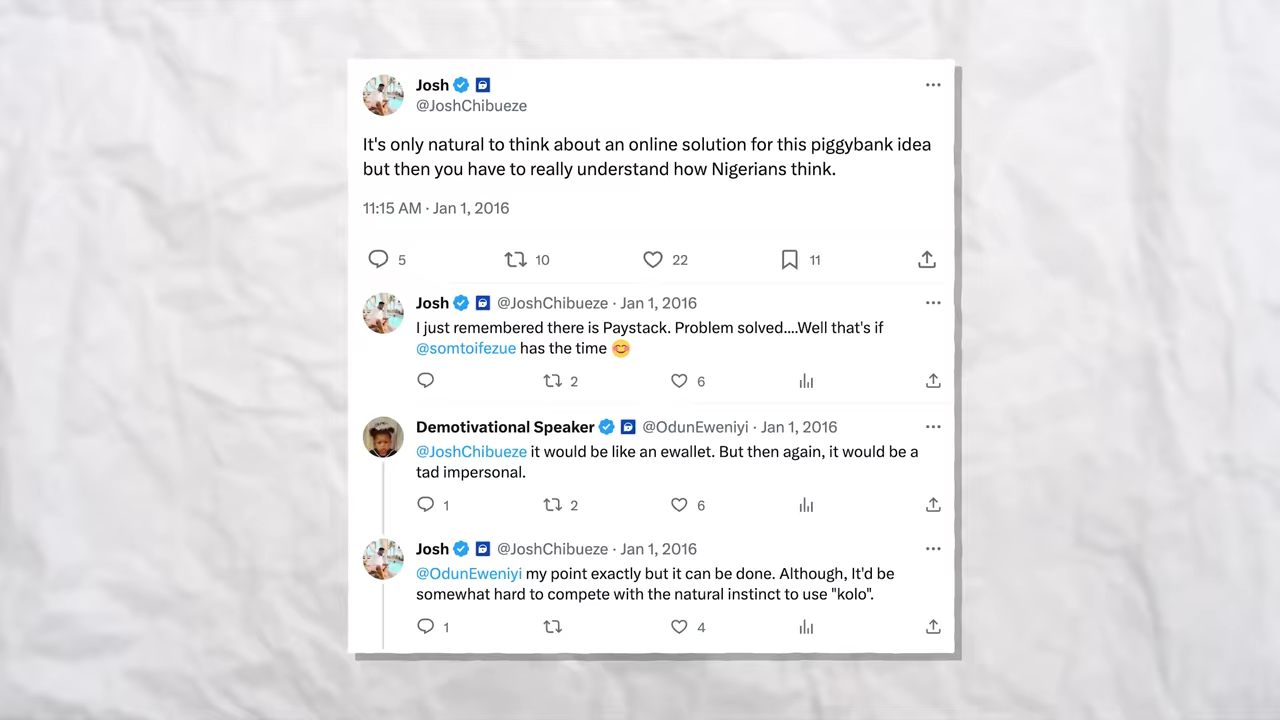 Josh
@JoshChibueze
It's only natural to think about an online solution for this piggybank idea
but then you have to really understand how Nigerians think.
11:15 AM · Jan 1, 2016
5 10 22 11
Josh @JoshChibueze · Jan 1, 2016
I just remembered there is Paystack. Problem solved....Well that's if
@somtoifezue has the time 😊
2 6
Demotivational Speaker @OdunEweniyi · Jan 1, 2016
@JoshChibueze it would be like an ewallet. But then again, it would be a
tad impersonal.
1 2 6
Josh @JoshChibueze · Jan 1, 2016
@OdunEweniyi my point exactly but it can be done. Although, It'd be
somewhat hard to compete with the natural instinct to use "kolo".
1 4